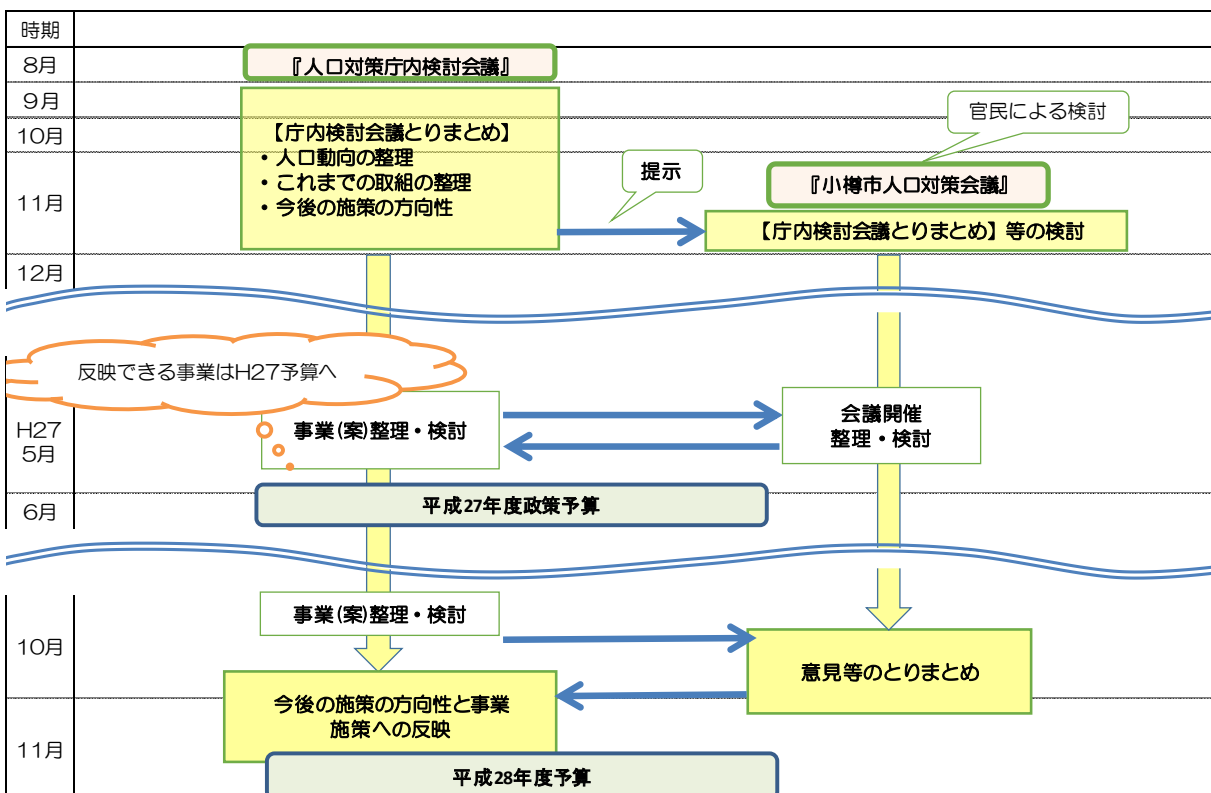 時期
8月
『人口対策庁内検討会議』
9月
官民による検討
10月
【庁内検討会議とりまとめ】
・人口動向の整理
・これまでの取組の整理
・今後の施策の方向性
提示
『小樽市人口対策会議』
11月
【庁内検討会議とりまとめ】等の検討
12月
反映できる事業はH27予算へ
H27
5月
事業(案)整理・検討
会議開催
整理・検討
平成27年度政策予算
6月
事業(案)整理・検討
10月
意見等のとりまとめ
今後の施策の方向性と事業
施策への反映
11月
平成28年度予算